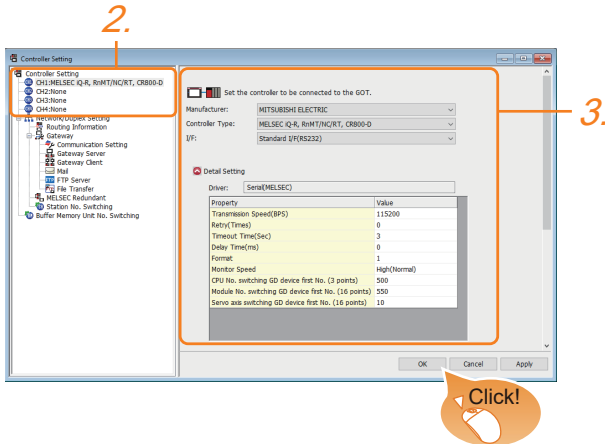 2.
Controller Setting
Controller Setting
CH1:MELSEC iQ-R, RnMT/NC/RT, CR800-D
CH2:None
CH3:None
CH4:None
Network/Duplex Setting
Routing Information
Gateway
Communication Setting
Gateway Server
Gateway Client
Mail
FTP Server
File Transfer
MELSEC Redundant
Station No. Switching
Buffer Memory Unit No. Switching
Set the controller to be connected to the GOT.
Manufacturer: MITSUBISHI ELECTRIC
Controller Type: MELSEC iQ-R, RnMT/NC/RT, CR800-D
I/F: Standard I/F(RS232)
3.
Detail Setting
Driver: Serial(MELSEC)
Property Value
Transmission Speed(BPS) 115200
Retry(Times) 0
Timeout Time(Sec) 3
Delay Time(ms) 0
Format 1
Monitor Speed High(Normal)
CPU No. switching GD device first No. (3 points) 500
Module No. switching GD device first No. (16 points) 550
Servo axis switching GD device first No. (16 points) 10
OK Cancel Apply
Click!